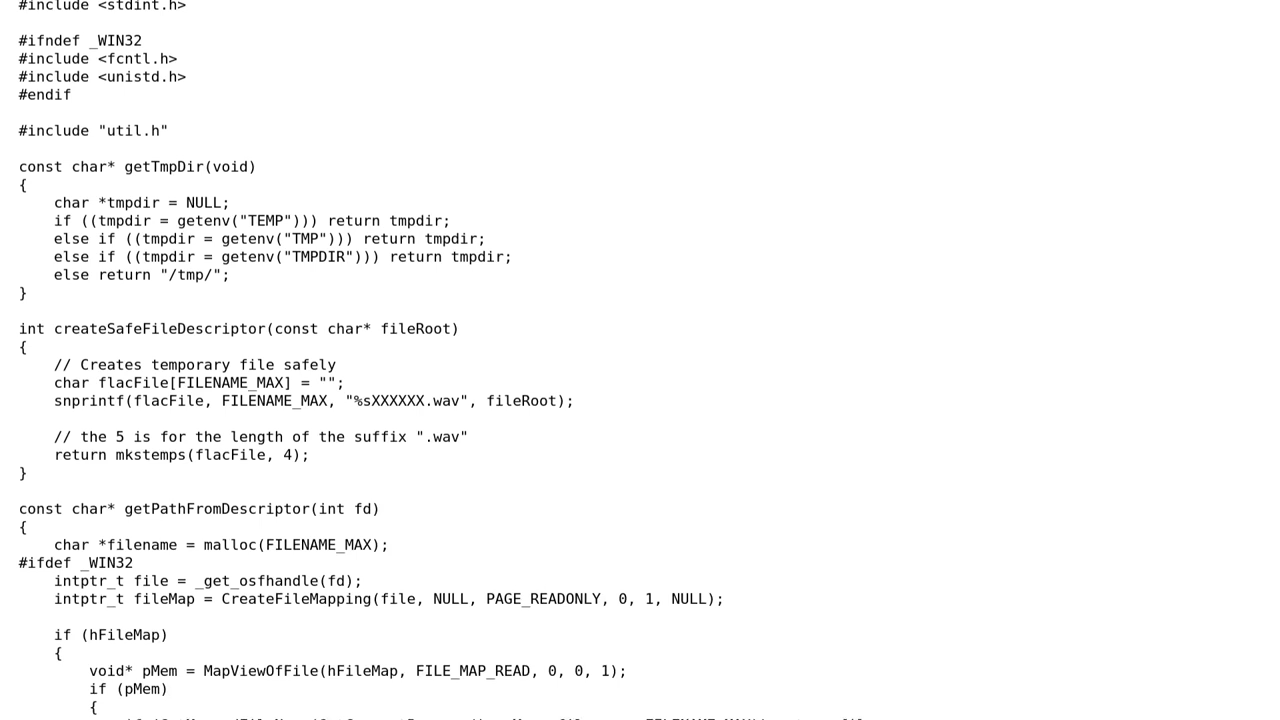 #include <stdint.h>

#ifndef _WIN32
#include <fcntl.h>
#include <unistd.h>
#endif

#include "util.h"

const char* getTmpDir(void)
{
    char *tmpdir = NULL;
    if ((tmpdir = getenv("TEMP"))) return tmpdir;
    else if ((tmpdir = getenv("TMP"))) return tmpdir;
    else if ((tmpdir = getenv("TMPDIR"))) return tmpdir;
    else return "/tmp/";
}

int createSafeFileDescriptor(const char* fileRoot)
{
    // Creates temporary file safely
    char flacFile[FILENAME_MAX] = "";
    snprintf(flacFile, FILENAME_MAX, "%sXXXXXX.wav", fileRoot);

    // the 5 is for the length of the suffix ".wav"
    return mkstemps(flacFile, 4);
}

const char* getPathFromDescriptor(int fd)
{
    char *filename = malloc(FILENAME_MAX);
#ifdef _WIN32
    intptr_t file = _get_osfhandle(fd);
    intptr_t fileMap = CreateFileMapping(file, NULL, PAGE_READONLY, 0, 1, NULL);

    if (hFileMap)
    {
        void* pMem = MapViewOfFile(hFileMap, FILE_MAP_READ, 0, 0, 1);
        if (pMem)
        {